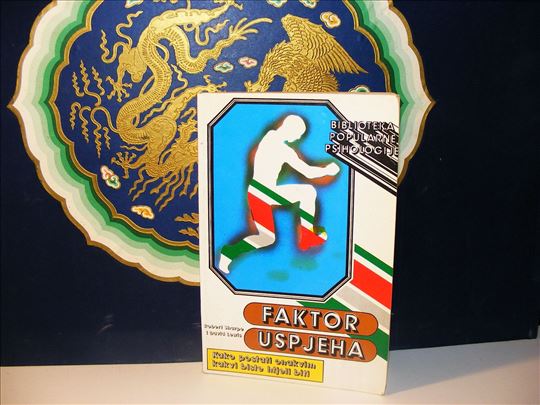 BIBLIOTEKA
POPULARNE
PSIHOLOGIJE
FAKTOR
USPJEHA
Robert Sharpe
i David Lewis
Kako postati onakvim
kakvi biste htjeli biti